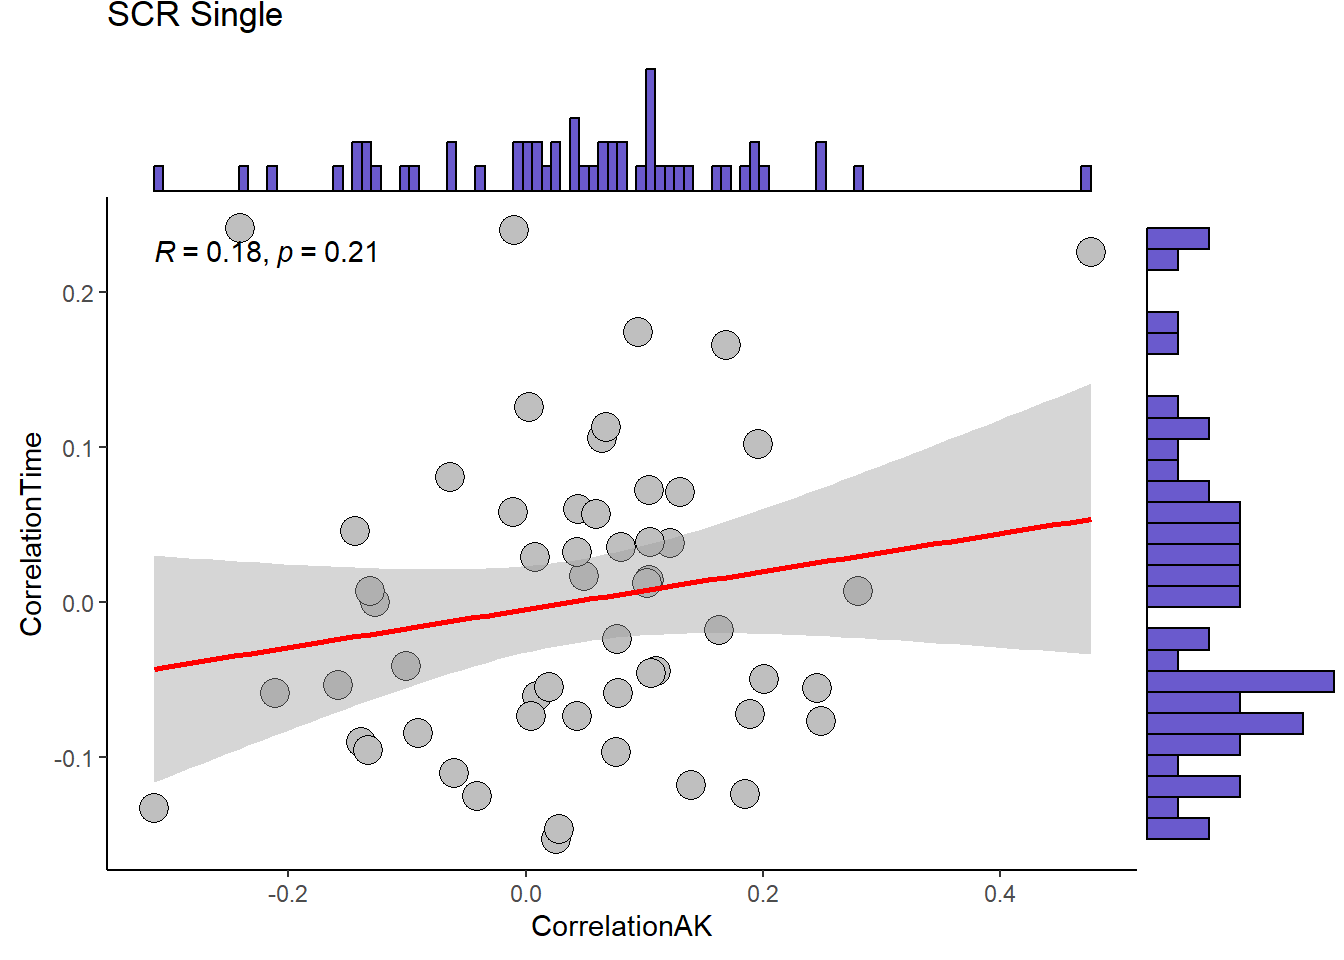 SCR Single
R = 0.18, p = 0.21
0.2
0.1
0.0
-0.1
CorrelationTime
-0.2 0.0 0.2 0.4
CorrelationAK